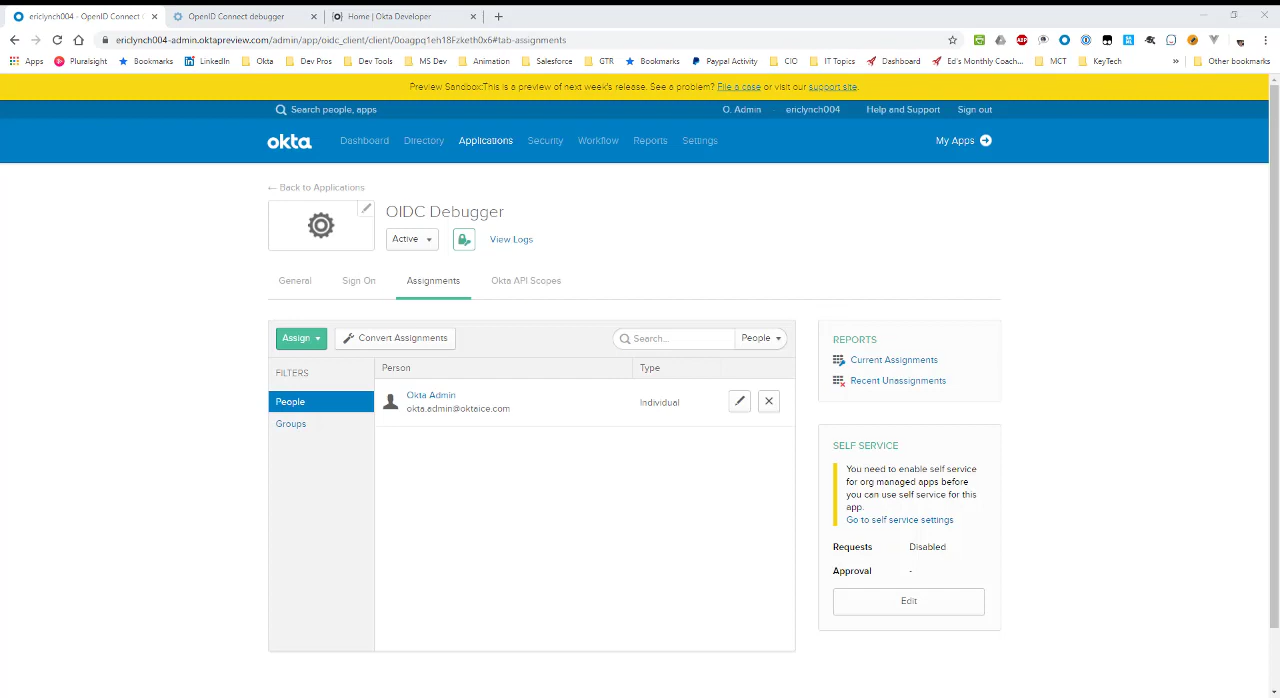 ericlynch004 - OpenID Connect
OpenID Connect debugger
Home | Okta Developer
ericlynch004-admin.oktapreview.com/admin/app/oidc_client/client/0oagpq1eh18Fzketh0x6#tab-assignments
Apps Pluralsight Bookmarks LinkedIn Okta Dev Pros Dev Tools MS Dev Animation Salesforce GTR Bookmarks Paypal Activity CIO IT Topics Dashboard Ed's Monthly Coach... MCT KeyTech » Other bookmarks
Preview Sandbox:This is a preview of next week's release. See a problem? File a case or visit our support site.
Search people, apps
O. Admin ericlynch004 Help and Support Sign out
okta Dashboard Directory Applications Security Workflow Reports Settings My Apps
← Back to Applications
OIDC Debugger
Active
View Logs
General Sign On Assignments Okta API Scopes
Assign Convert Assignments Search... People
FILTERS
People
Groups
Person Type
Okta Admin
okta.admin@oktaice.com
Individual
REPORTS
Current Assignments
Recent Unassignments
SELF SERVICE
You need to enable self service
for org managed apps before
you can use self service for this
app.
Go to self service settings
Requests Disabled
Approval -
Edit